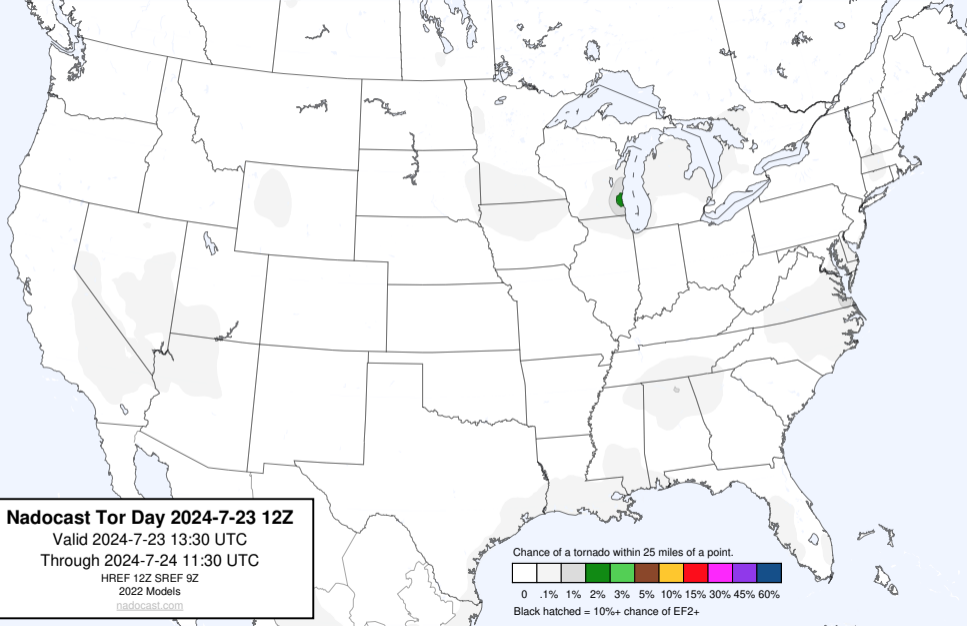 Nadocast Tor Day 2024-7-23 12Z
Valid 2024-7-23 13:30 UTC
Through 2024-7-24 11:30 UTC
HREF 12Z SREF 9Z
2022 Models
nadocast.com
Chance of a tornado within 25 miles of a point.
0 .1% 1% 2% 3% 5% 10% 15% 30% 45% 60%
Black hatched = 10%+ chance of EF2+